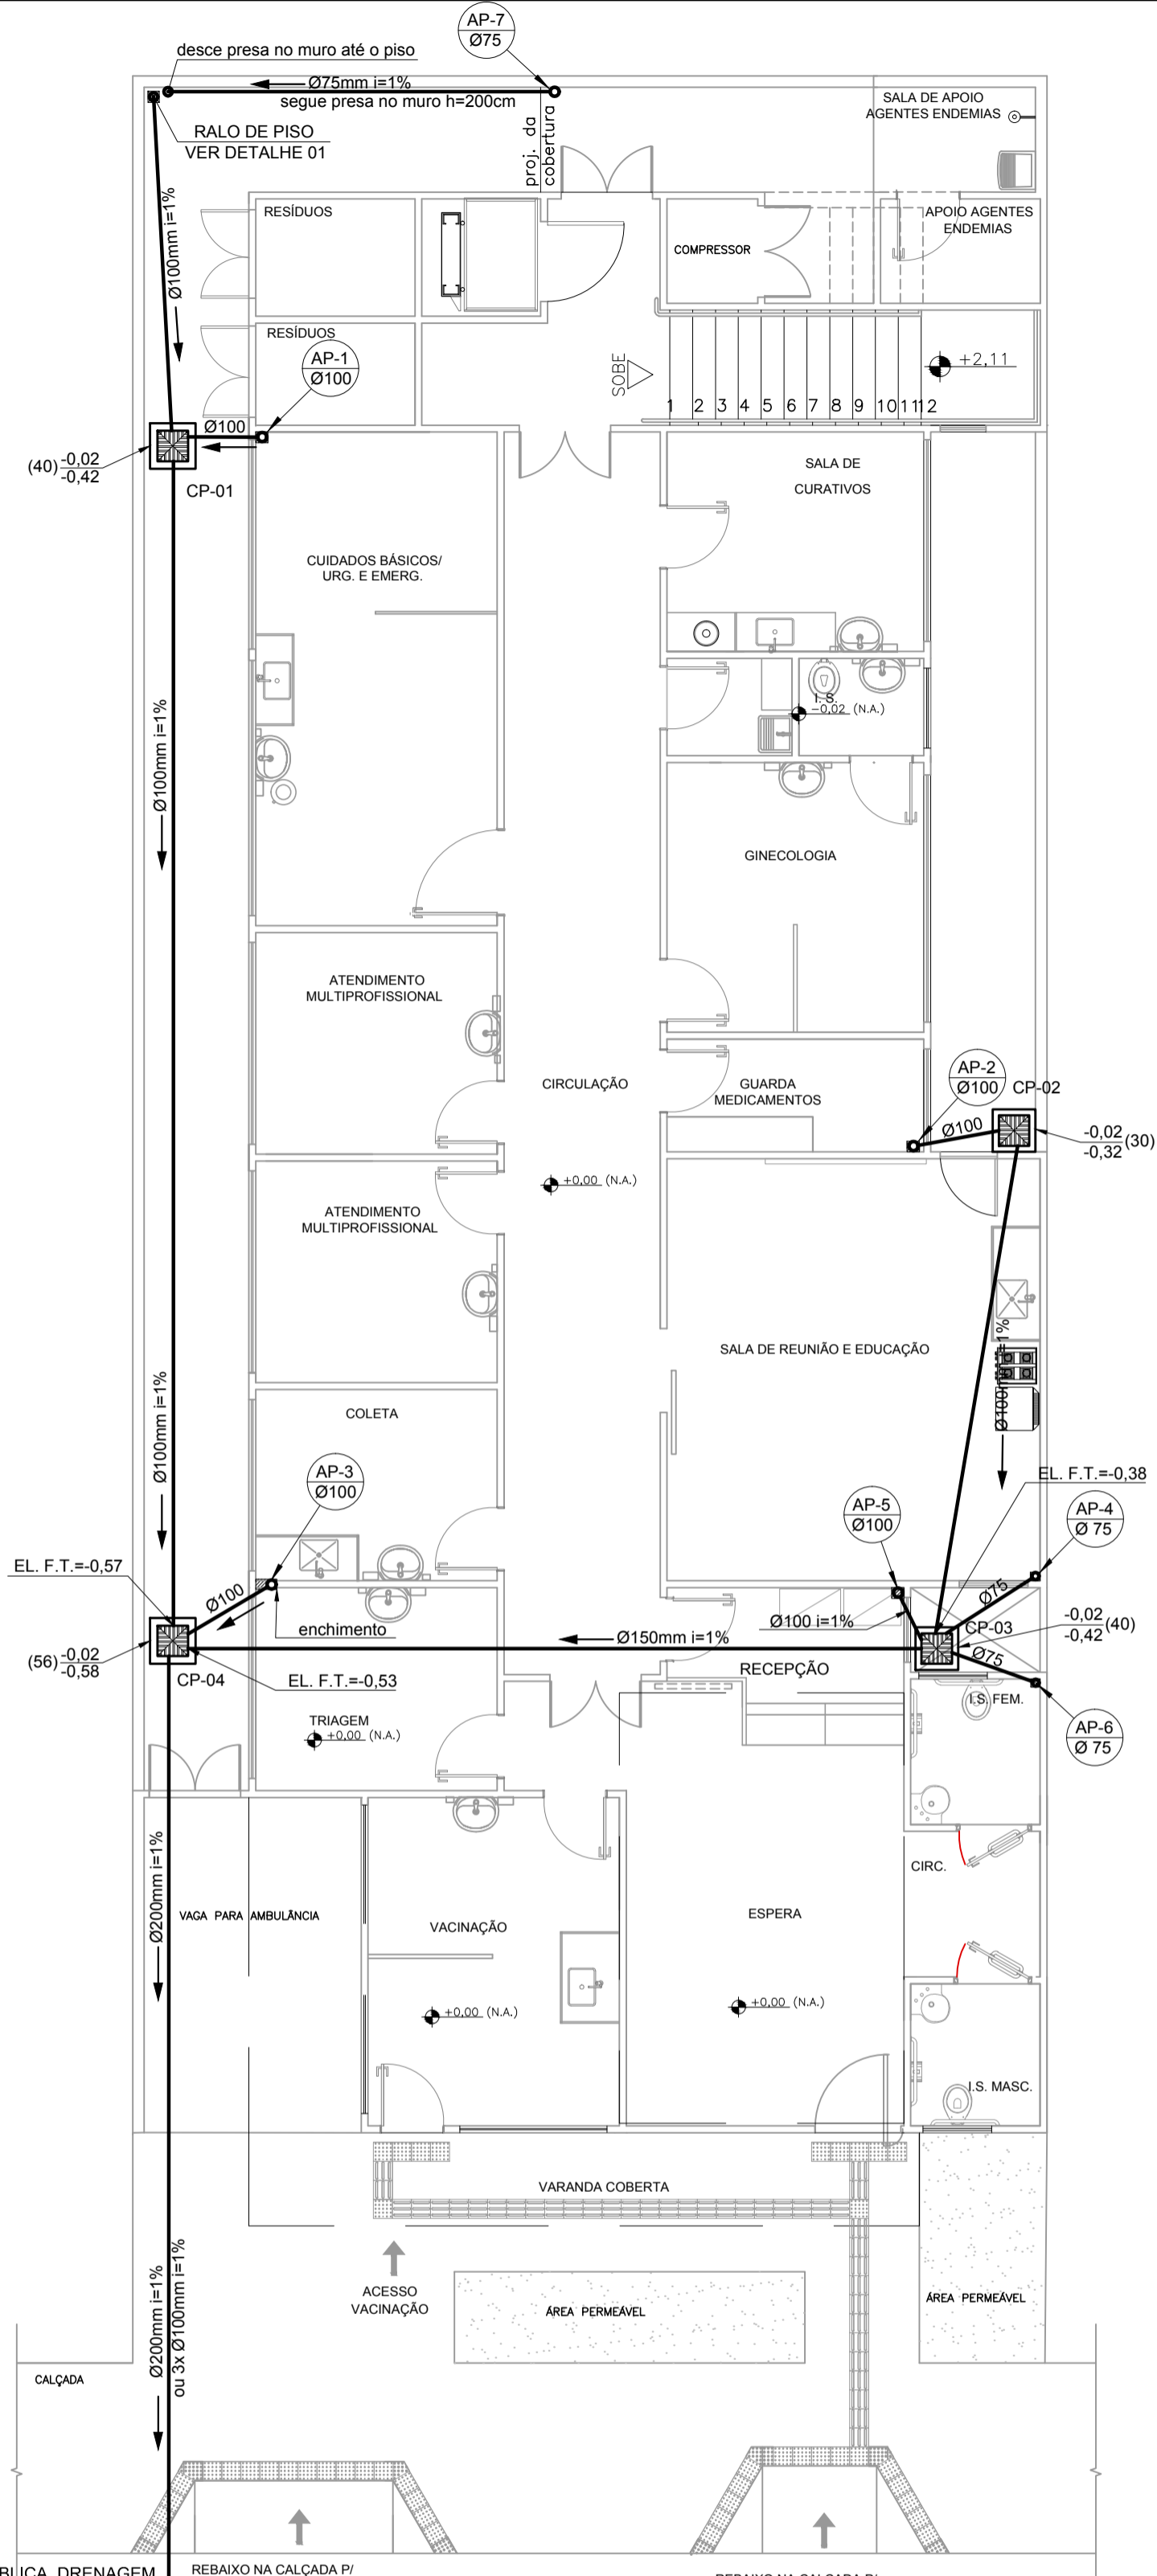 AP-7
Ø75
desce presa no muro até o piso
Ø75mm i=1%
segue presa no muro h=200cm
proj. da
cobertura
SALA DE APOIO
AGENTES ENDEMIAS
RALO DE PISO
VER DETALHE 01
Ø100mm i=1%
RESÍDUOS
COMPRESSOR
APOIO AGENTES
ENDEMIAS
RESÍDUOS
AP-1
Ø100
SOBE
+2,11
1 2 3 4 5 6 7 8 9 10 11 12
Ø100
(40) -0,02
-0,42
CP-01
SALA DE
CURATIVOS
CUIDADOS BÁSICOS/
URG. E EMERG.
I. S.
-0,02 (N.A.)
Ø100mm i=1%
GINECOLOGIA
ATENDIMENTO
MULTIPROFISSIONAL
CIRCULAÇÃO
GUARDA
MEDICAMENTOS
AP-2
Ø100
CP-02
Ø100
-0,02
-0,32 (30)
+0,00 (N.A.)
ATENDIMENTO
MULTIPROFISSIONAL
SALA DE REUNIÃO E EDUCAÇÃO
Ø100mm i=1%
COLETA
Ø100mm i=1%
AP-3
Ø100
EL. F.T.=-0,38
AP-5
Ø100
AP-4
Ø 75
EL. F.T.=-0,57
Ø100
enchimento
Ø100 i=1%
Ø75
CP-03
-0,02
-0,42 (40)
Ø150mm i=1%
(56) -0,02
-0,58
CP-04
EL. F.T.=-0,53
RECEPÇÃO
Ø75
I.S. FEM.
TRIAGEM
+0,00 (N.A.)
AP-6
Ø 75
Ø200mm i=1%
CIRC.
VAGA PARA AMBULÂNCIA
VACINAÇÃO
ESPERA
+0,00 (N.A.)
+0,00 (N.A.)
I.S. MASC.
VARANDA COBERTA
Ø200mm i=1%
ou 3x Ø100mm i=1%
ACESSO
VACINAÇÃO
ÁREA PERMEÁVEL
ÁREA PERMEÁVEL
CALÇADA
DRENAGEM
REBAIXO NA CALÇADA P/